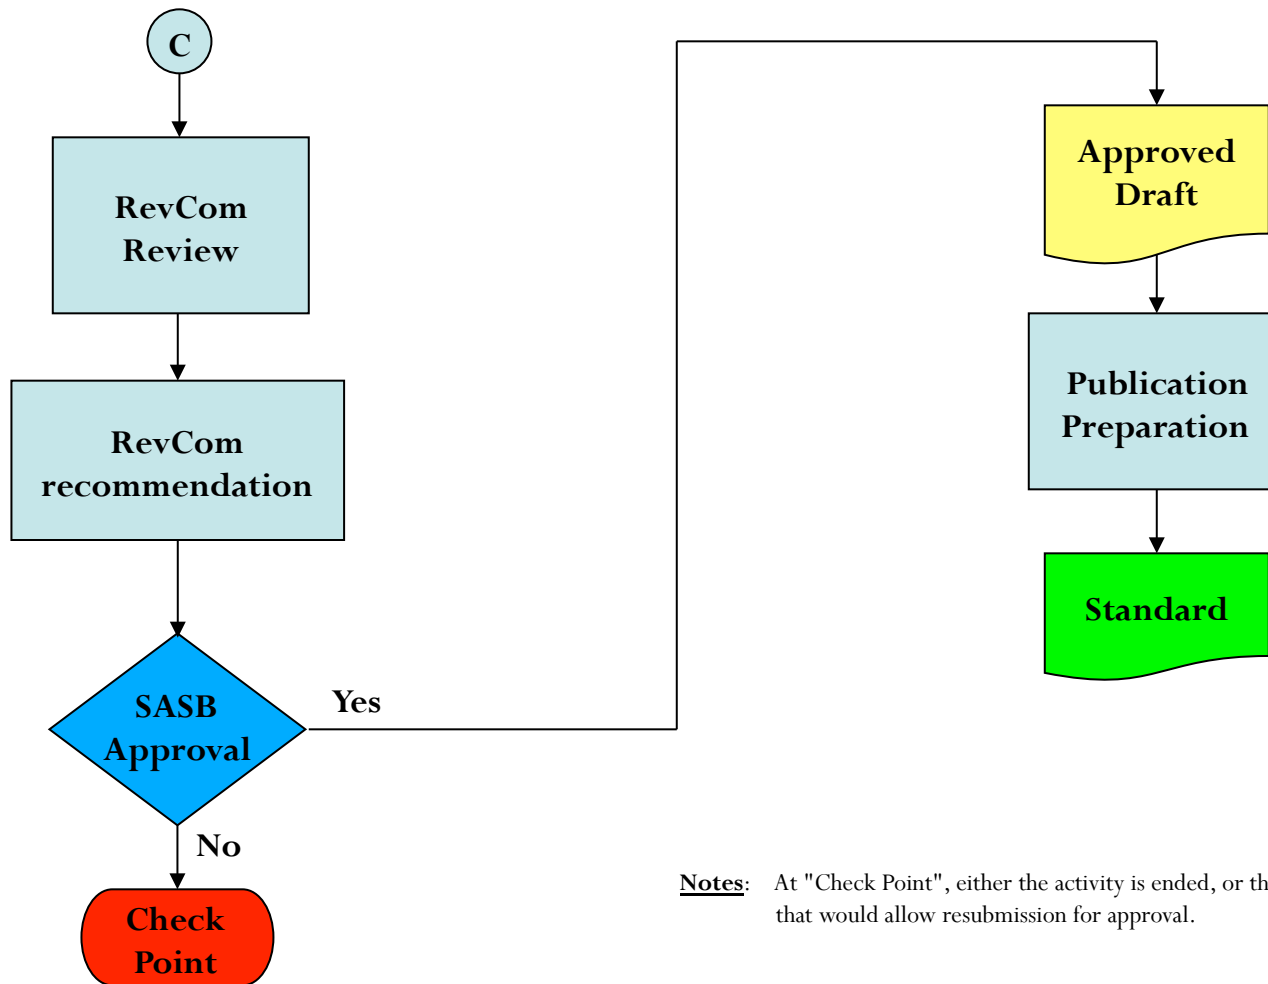 C
RevCom
Review
RevCom
recommendation
SASB
Approval
Yes
No
Check
Point
Approved
Draft
Publication
Preparation
Standard
Notes: At "Check Point", either the activity is ended, or th
that would allow resubmission for approval.